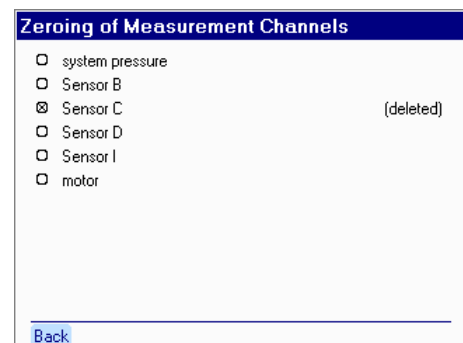 Zeroing of Measurement Channels
system pressure
Sensor B
Sensor C (deleted)
Sensor D
Sensor I
motor
Back